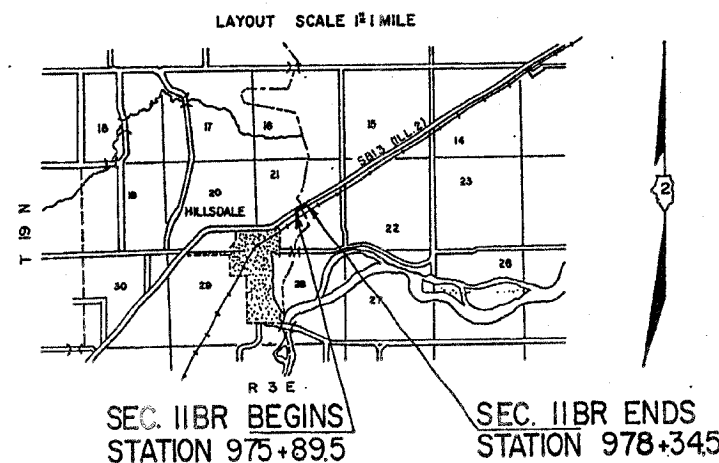 LAYOUT SCALE 1"=1 MILE
18
17
16
15
14
SBI 3 (ILL. 2)
21
23
19
20
HILLSDALE
22
T 19 N
2
30
29
28
27
26
R 3 E
SEC. 11BR BEGINS
STATION 975+89.5
SEC. 11BR ENDS
STATION 978+34.5